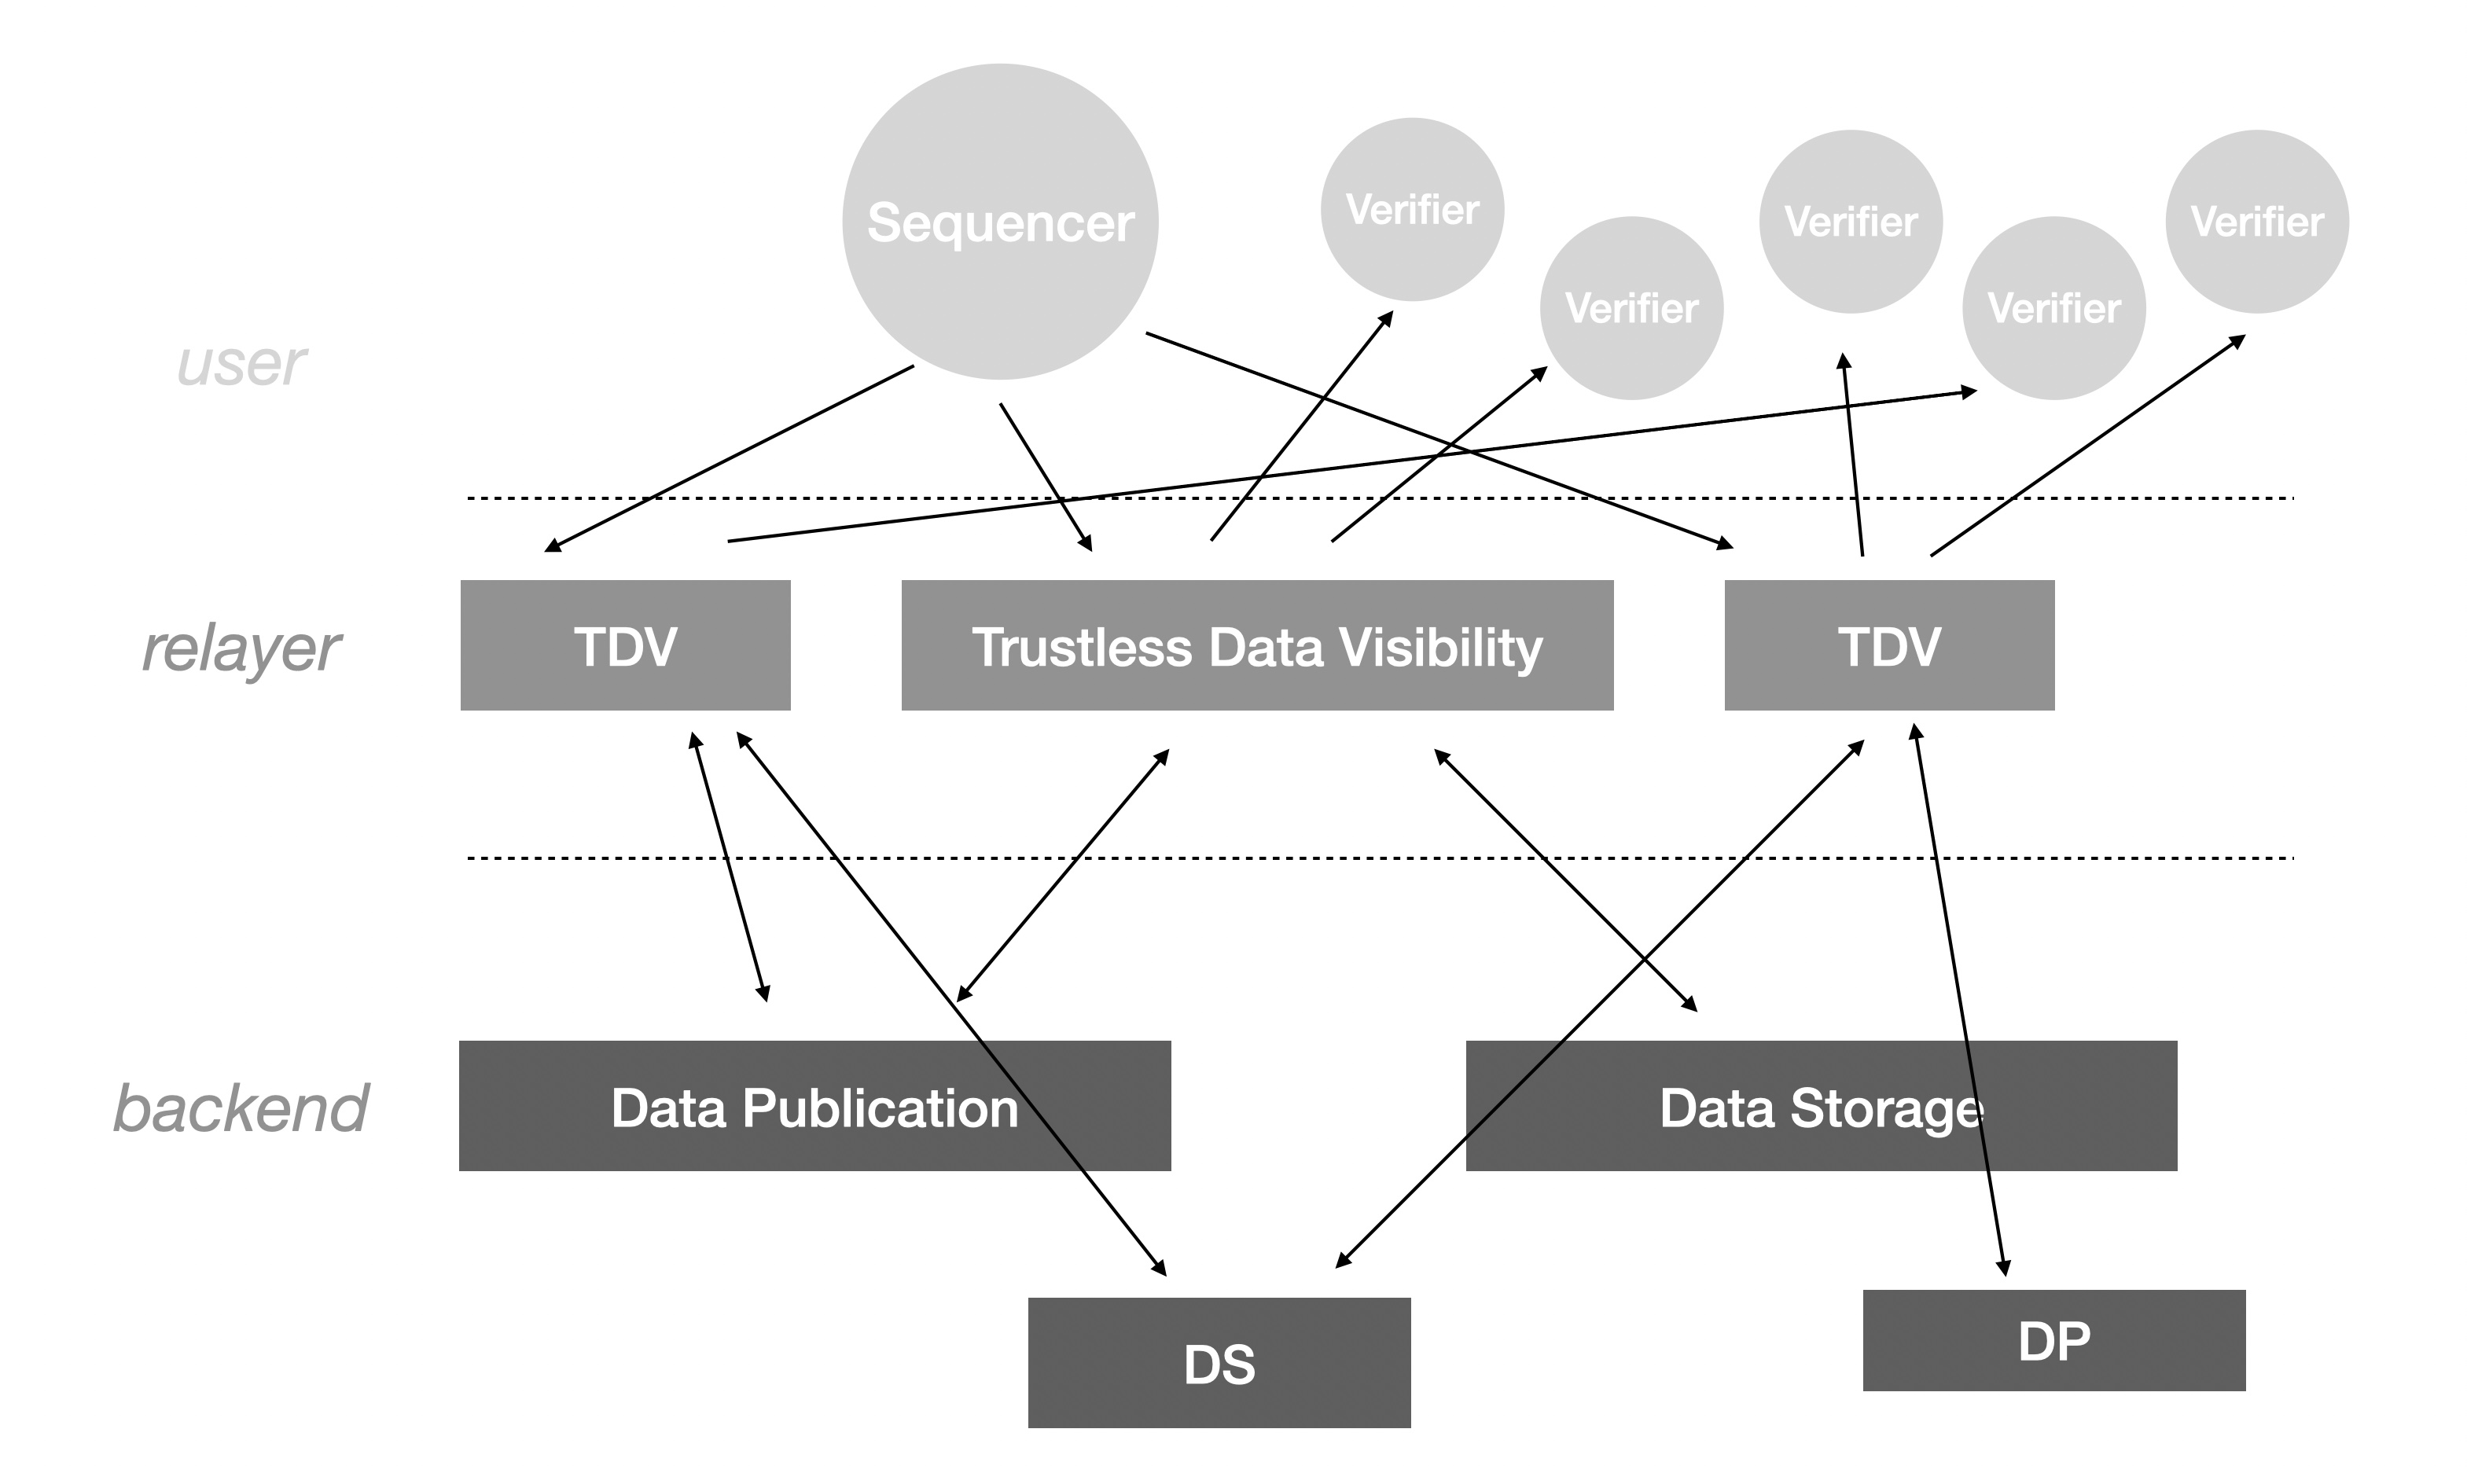 Sequencer
Verifier
Verifier
Verifier
Verifier
Verifier
user
relayer
TDV
Trustless Data Visibility
TDV
backend
Data Publication
Data Storage
DS
DP